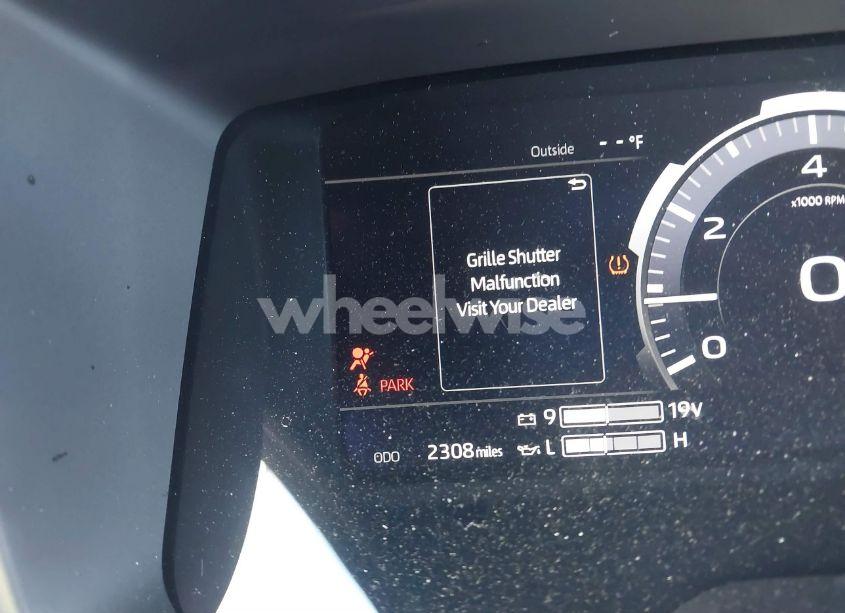 Outside - - °F
4
x1000 RPM
2
0
0
Grille Shutter
Malfunction
Visit Your Dealer
wheelwise
PARK
9 19V
L H
ODO 2308 miles